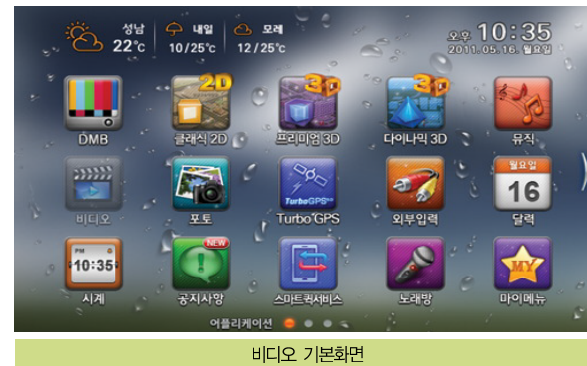 성남 내일 모레
22℃ 10/25℃ 12/25℃
오후 10:35
2011.05.16. 월요일
2D 3D 3D 월요일
16
DMB 클래식 2D 프리미엄 3D 다이나믹 3D 뮤직
TurboGPS
비디오 포토 Turbo⁺GPS 외부입력 달력
PM 10:35 NEW MY
시계 공지사항 스마트퀵서비스 노래방 마이메뉴
어플리케이션
비디오 기본화면